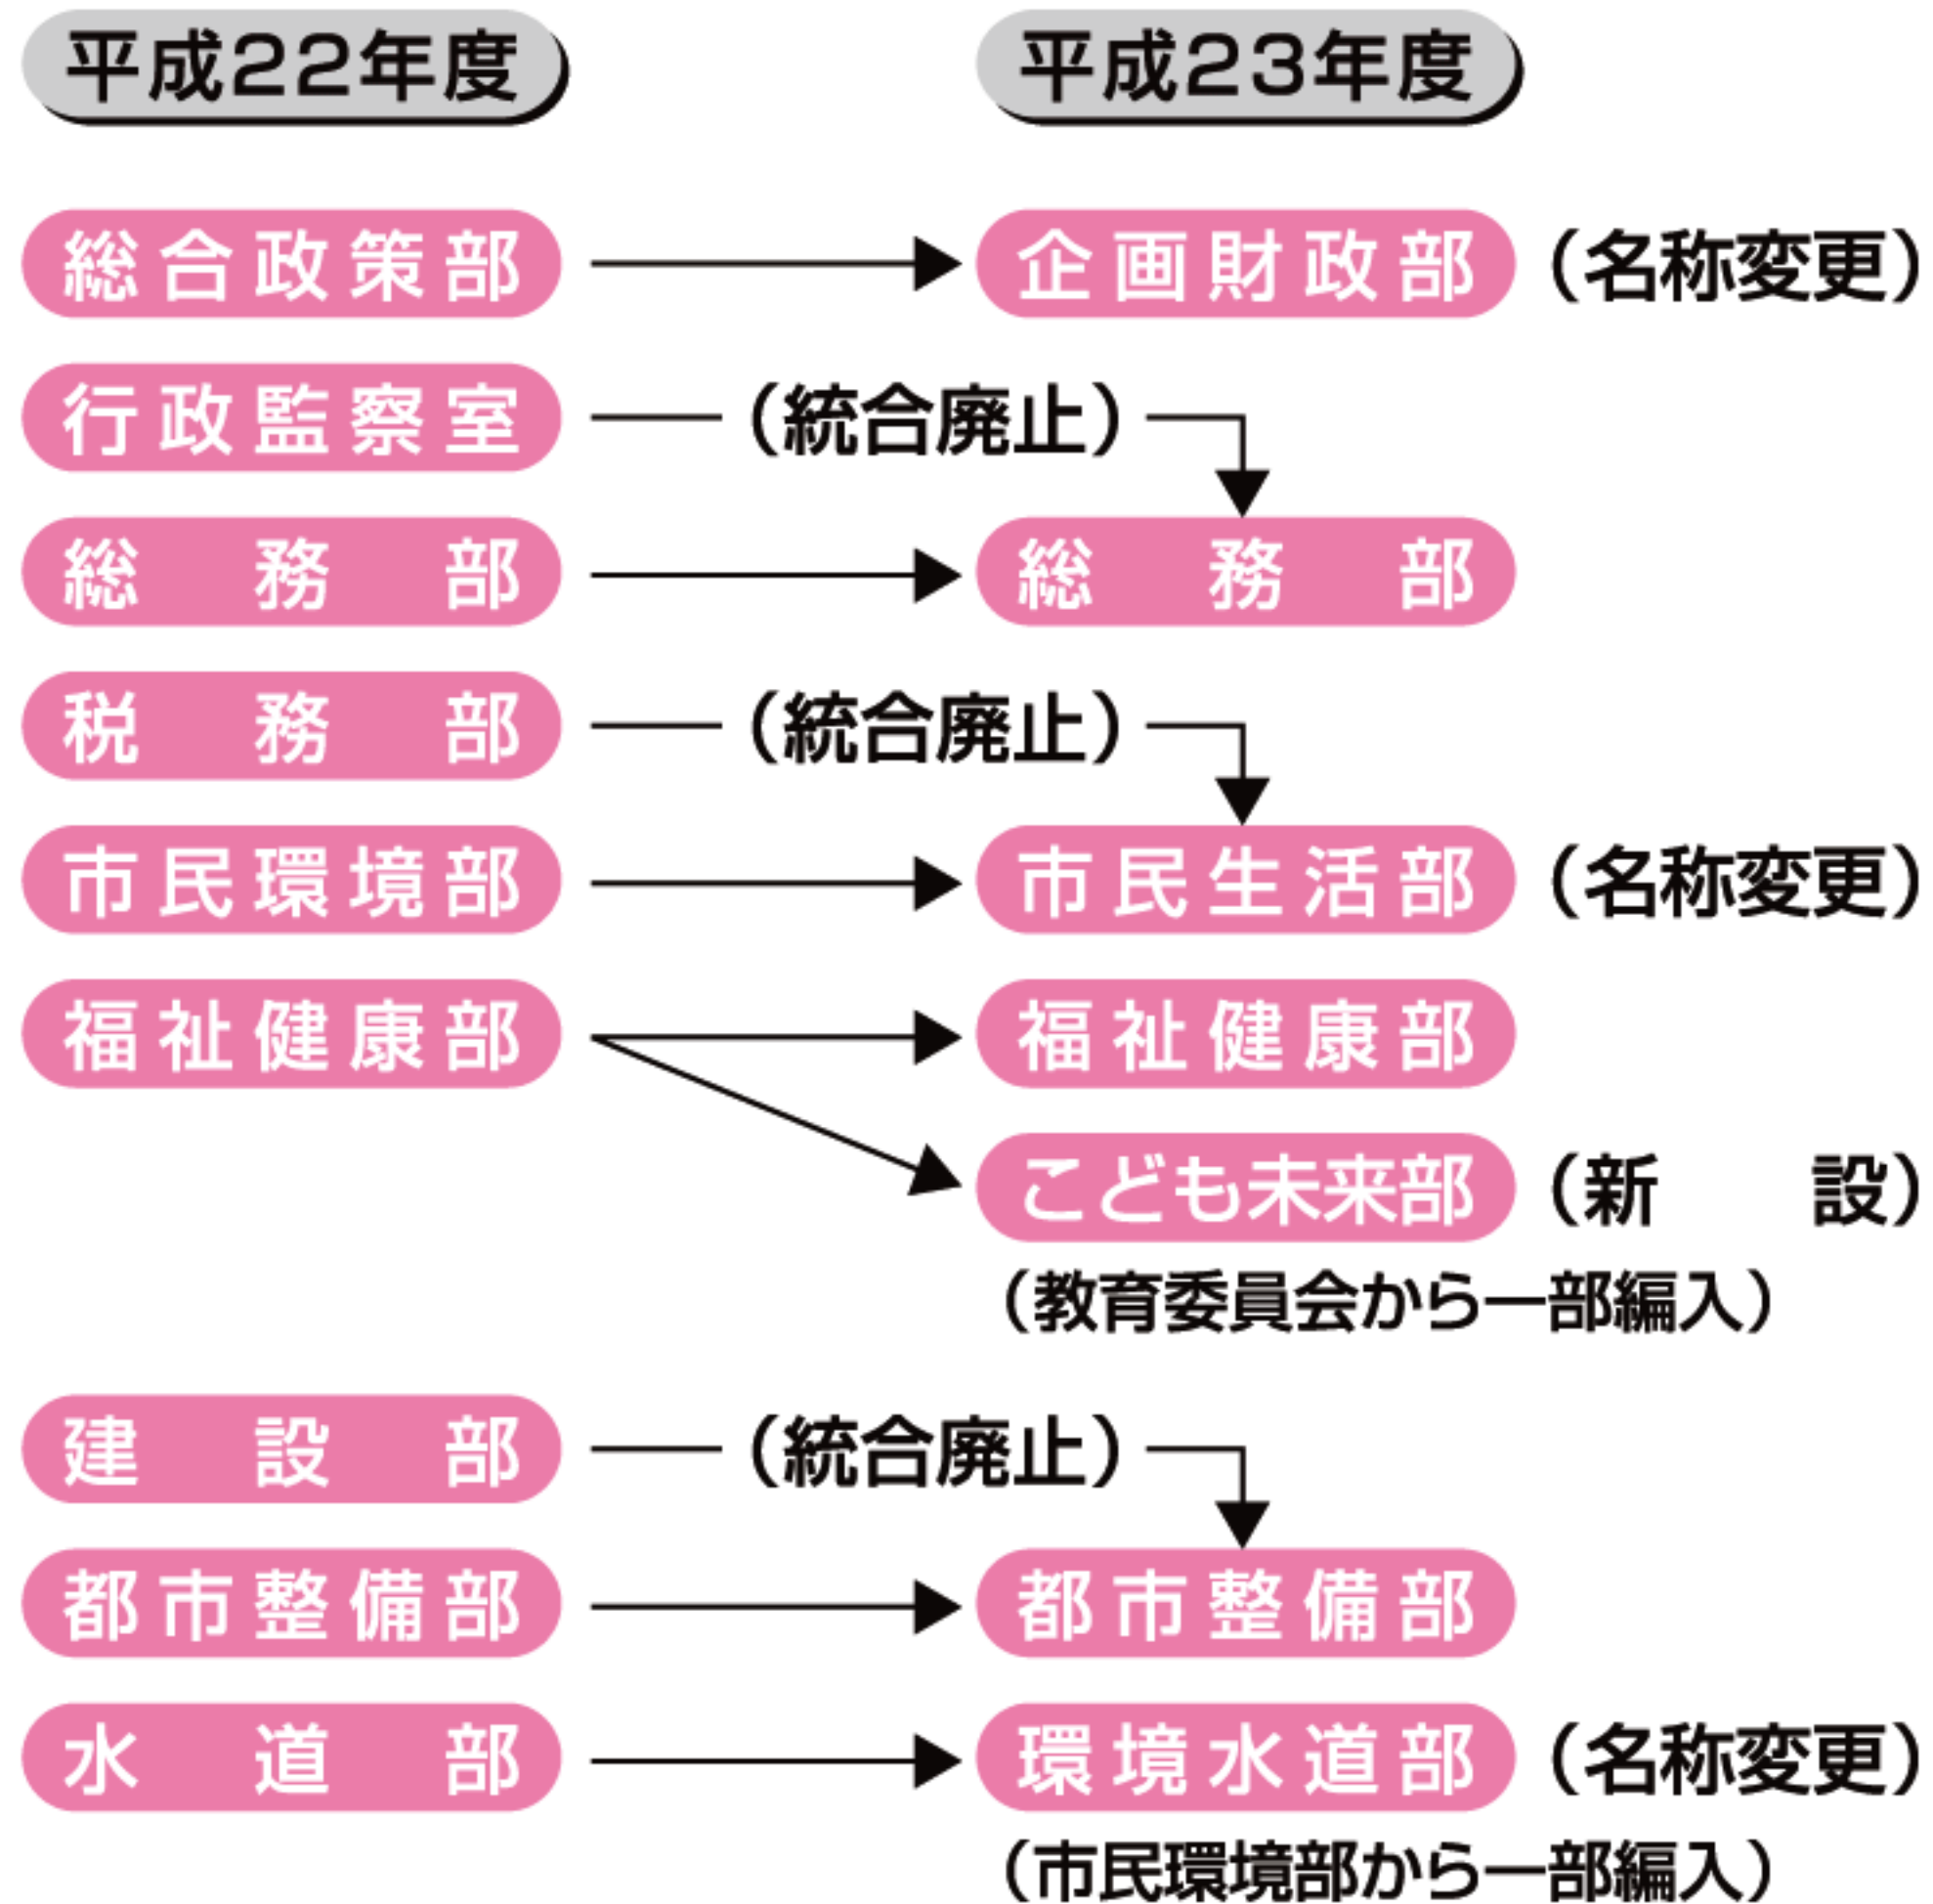 平成22年度 平成23年度
総合政策部 企画財政部 （名称変更）
行政監察室 （統合廃止）
総務部 総務部
税務部 （統合廃止）
市民環境部 市民生活部 （名称変更）
福祉健康部 福祉健康部
こども未来部 （新設）
（教育委員会から一部編入）
建設部 （統合廃止）
都市整備部 都市整備部
水道部 環境水道部 （名称変更）
（市民環境部から一部編入）